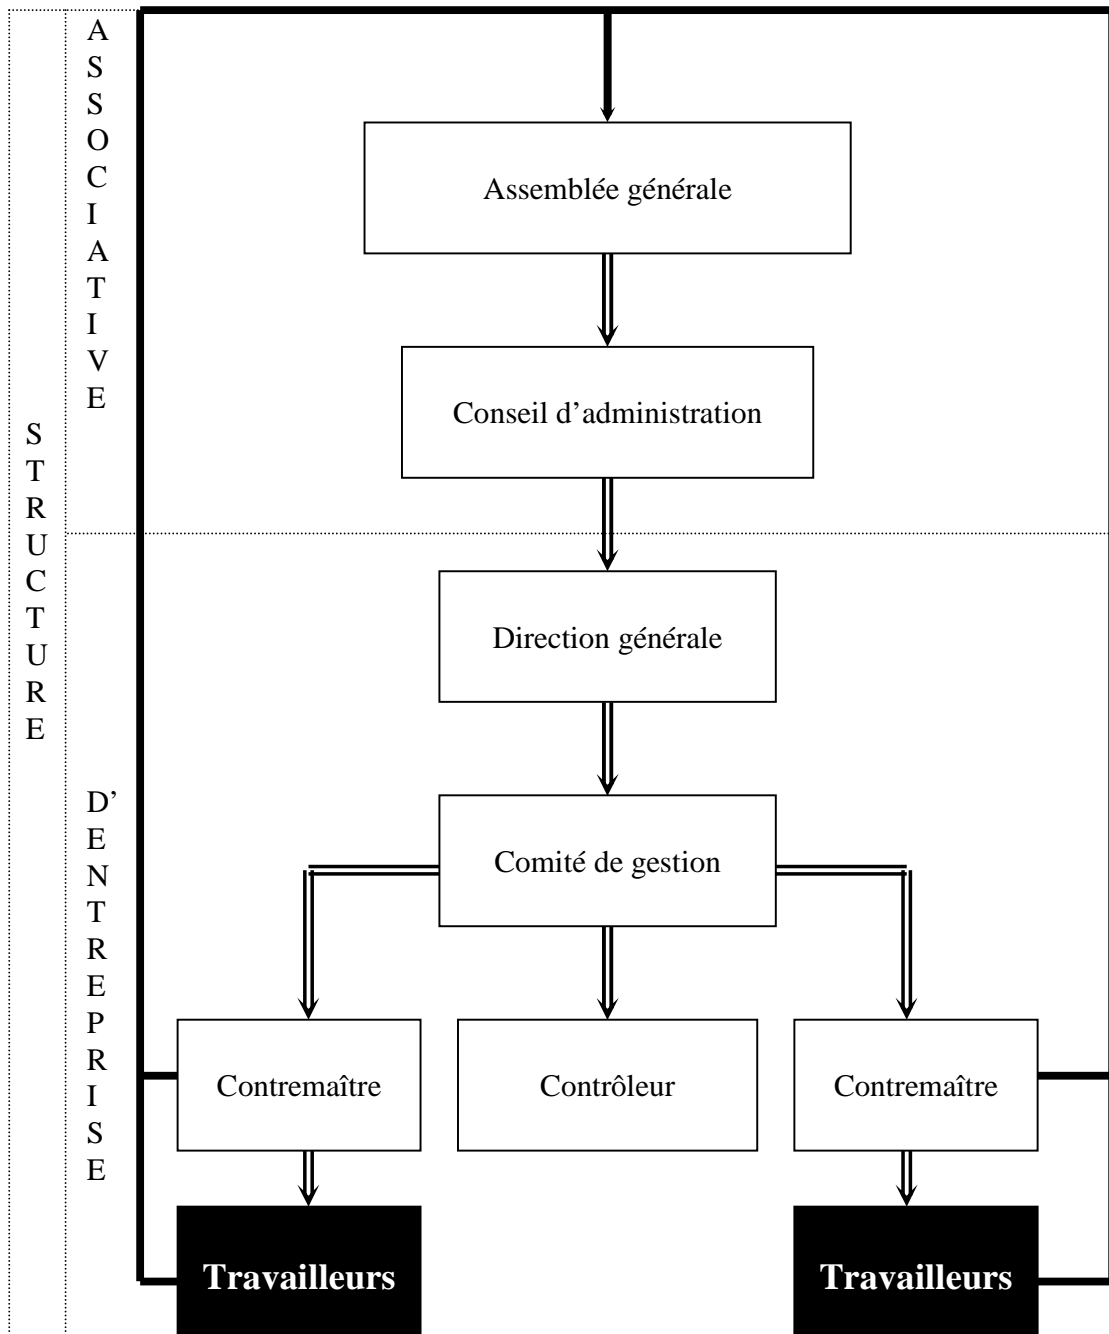 STRUCTURE
ASSOCIATIVE
Assemblée générale
Conseil d’administration
D’ENTREPRISE
Direction générale
Comité de gestion
Contremaître
Contrôleur
Contremaître
Travailleurs
Travailleurs